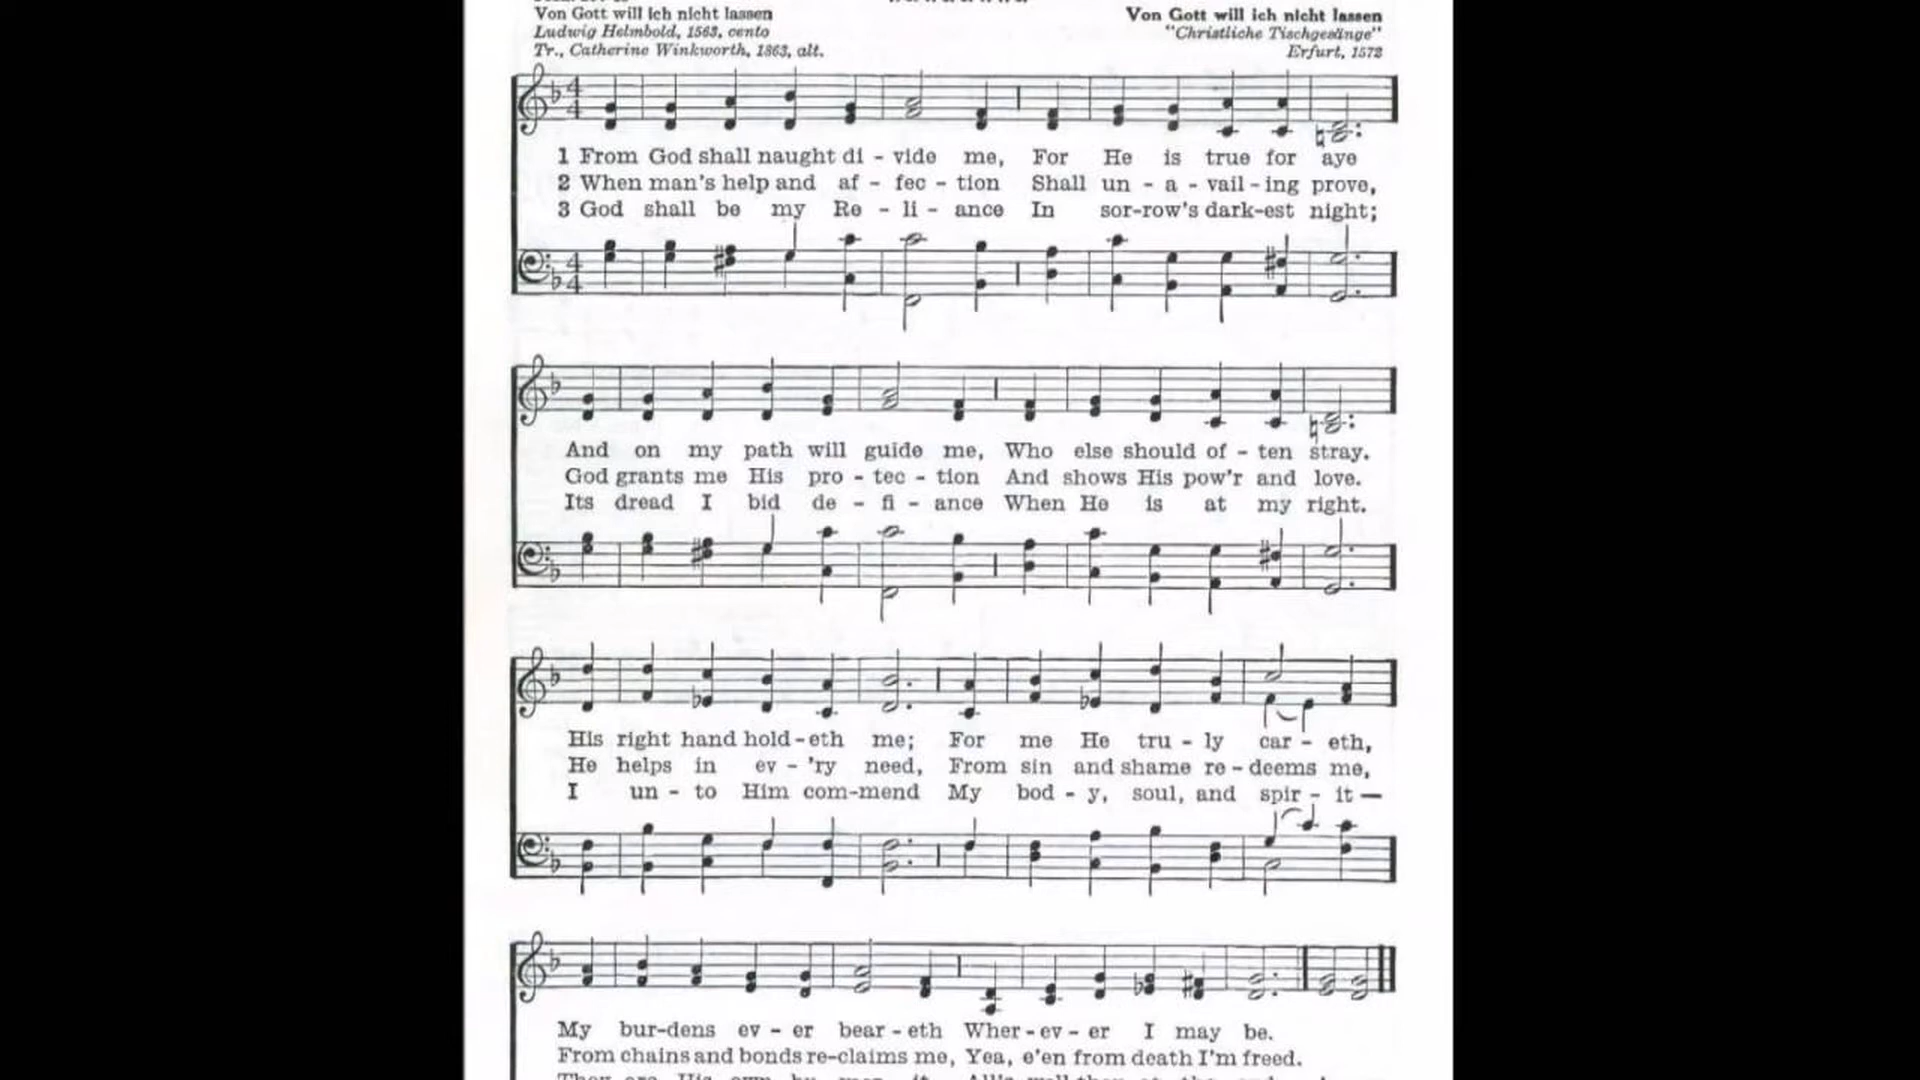 Von Gott will ich nicht lassen
Ludwig Helmbold, 1563, cento
Tr., Catherine Winkworth, 1863, alt.
Von Gott will ich nicht lassen
"Christliche Tischgesänge"
Erfurt, 1572
4
4
1 From God shall naught di - vide me, For He is true for aye
2 When man's help and af - fec - tion Shall un - a - vail - ing prove,
3 God shall be my Re - li - ance In sor-row's dark-est night;
4
4
And on my path will guide me, Who else should of - ten stray.
God grants me His pro - tec - tion And shows His pow'r and love.
Its dread I bid de - fi - ance When He is at my right.
His right hand hold-eth me; For me He tru - ly car - eth,
He helps in ev - 'ry need, From sin and shame re - deems me,
I un - to Him com-mend My bod - y, soul, and spir - it —
My bur-dens ev - er bear - eth Wher - ev - er I may be.
From chains and bonds re-claims me, Yea, e'en from death I'm freed.